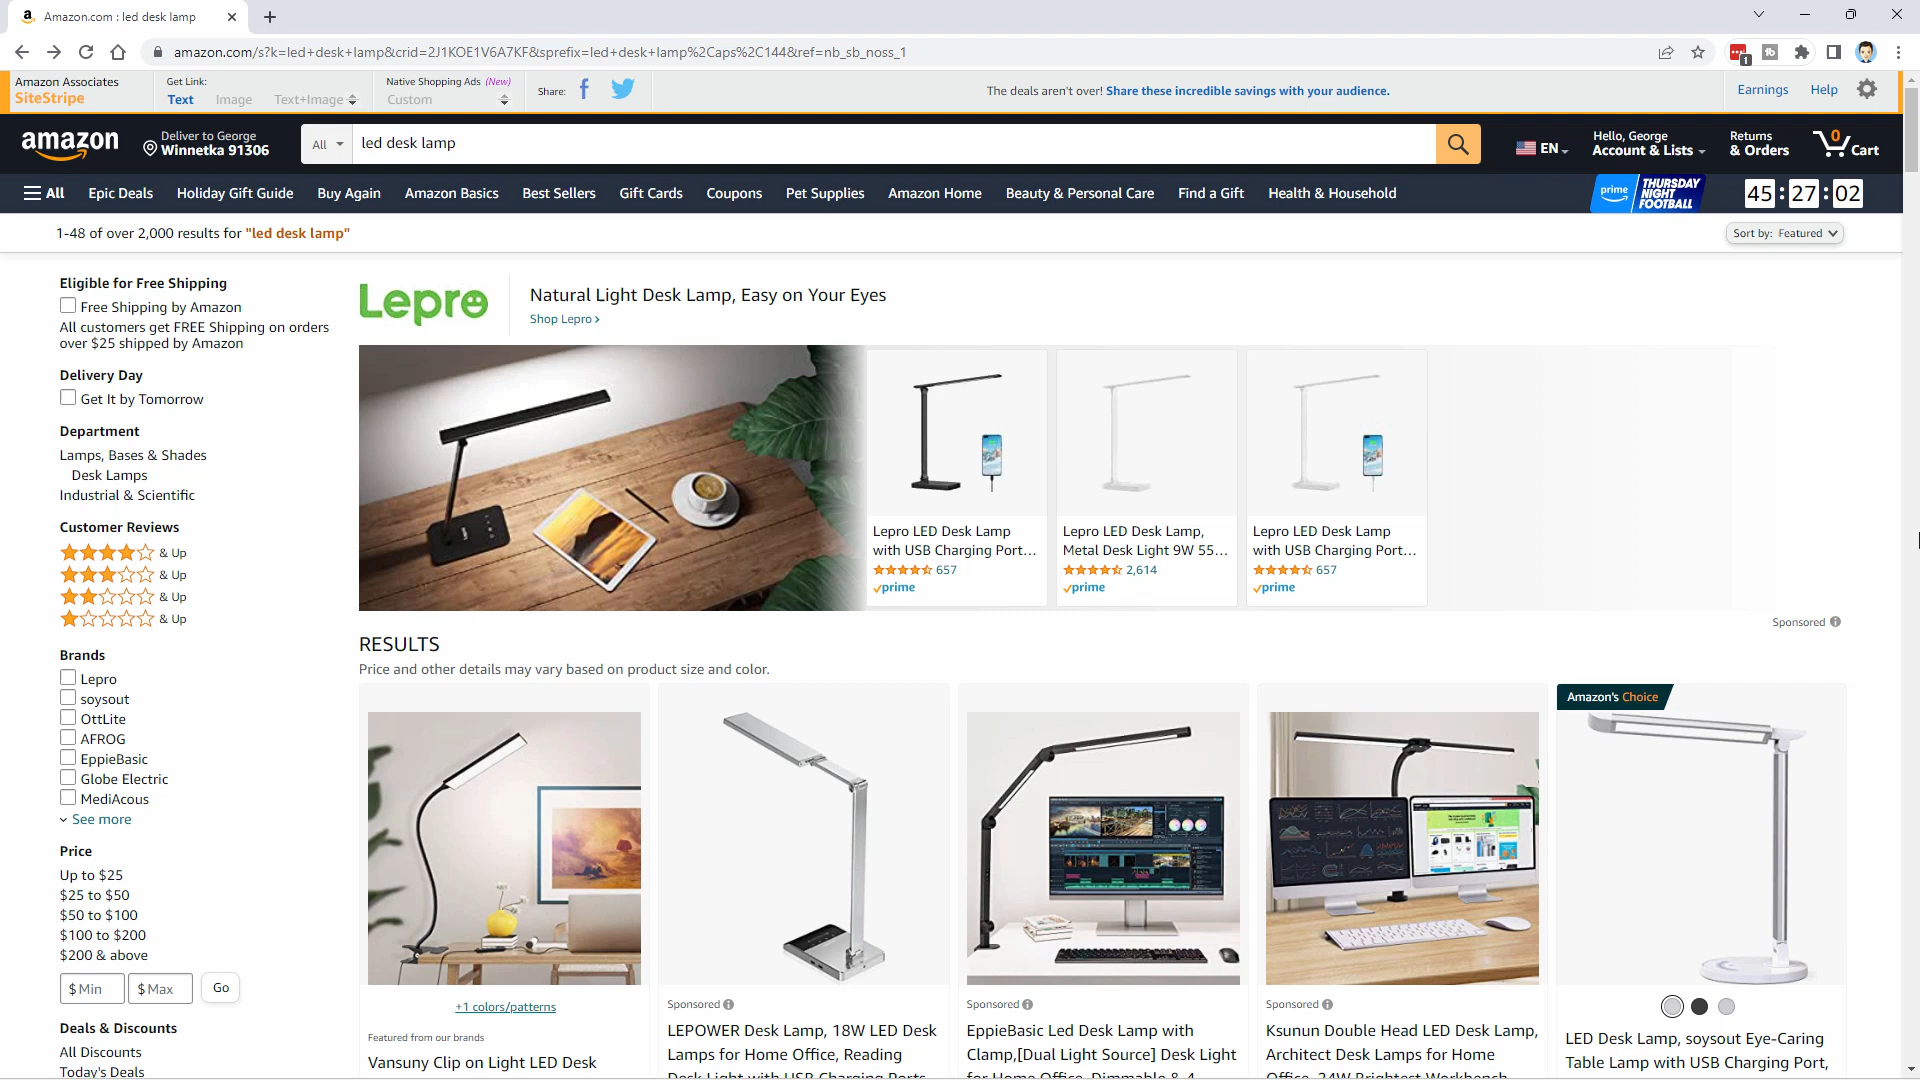 Amazon.com : led desk lamp
amazon.com/s?k=led+desk+lamp&crid=2J1KOE1V6A7KF&sprefix=led+desk+lamp%2Caps%2C144&ref=nb_sb_noss_1
1
Amazon Associates
SiteStripe
Get Link:
Text Image Text+Image
Native Shopping Ads (New)
Custom
Share:
The deals aren't over! Share these incredible savings with your audience.
Earnings Help
amazon
Deliver to George
Winnetka 91306
All
led desk lamp
EN
Hello, George
Account & Lists
Returns
& Orders
0
Cart
All Epic Deals Holiday Gift Guide Buy Again Amazon Basics Best Sellers Gift Cards Coupons Pet Supplies Amazon Home Beauty & Personal Care Find a Gift Health & Household
prime
THURSDAY
NIGHT
FOOTBALL
45 : 27 : 02
1-48 of over 2,000 results for "led desk lamp"
Sort by: Featured
Eligible for Free Shipping
Free Shipping by Amazon
All customers get FREE Shipping on orders
over $25 shipped by Amazon
Delivery Day
Get It by Tomorrow
Department
Lamps, Bases & Shades
Desk Lamps
Industrial & Scientific
Customer Reviews
& Up
& Up
& Up
& Up
Brands
Lepro
soysout
OttLite
AFROG
EppieBasic
Globe Electric
MediAcous
See more
Price
Up to $25
$25 to $50
$50 to $100
$100 to $200
$200 & above
$ Min $ Max Go
Deals & Discounts
All Discounts
Today's Deals
Lepro
Natural Light Desk Lamp, Easy on Your Eyes
Shop Lepro ›
Lepro LED Desk Lamp
with USB Charging Port...
657
prime
Lepro LED Desk Lamp,
Metal Desk Light 9W 55...
2,614
prime
Lepro LED Desk Lamp
with USB Charging Port...
657
prime
Sponsored
RESULTS
Price and other details may vary based on product size and color.
+1 colors/patterns
Featured from our brands
Vansuny Clip on Light LED Desk
Sponsored
LEPOWER Desk Lamp, 18W LED Desk
Lamps for Home Office, Reading
Desk Light with USB Charging Ports
Sponsored
EppieBasic Led Desk Lamp with
Clamp,[Dual Light Source] Desk Light
for Home Office, Dimmable & 4
Sponsored
Ksunun Double Head LED Desk Lamp,
Architect Desk Lamps for Home
Office, 24W Brightest Workbench
Amazon's Choice
LED Desk Lamp, soysout Eye-Caring
Table Lamp with USB Charging Port,